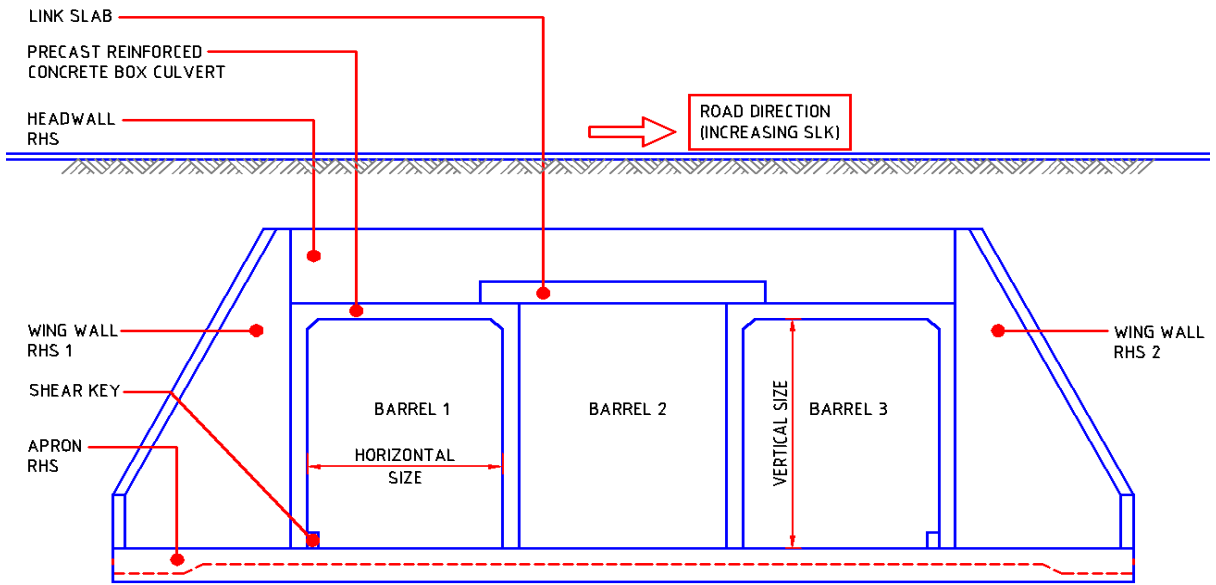 LINK SLAB
PRECAST REINFORCED
CONCRETE BOX CULVERT
HEADWALL
RHS
ROAD DIRECTION
(INCREASING SLK)
WING WALL
RHS 1
WING WALL
RHS 2
SHEAR KEY
BARREL 1
BARREL 2
BARREL 3
VERTICAL SIZE
APRON
RHS
HORIZONTAL
SIZE